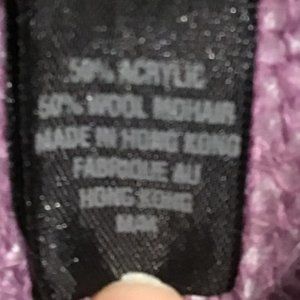 50% ACRYLIC
50% WOOL MOHAIR
MADE IN HONG KONG
FABRIQUE AU
HONG KONG